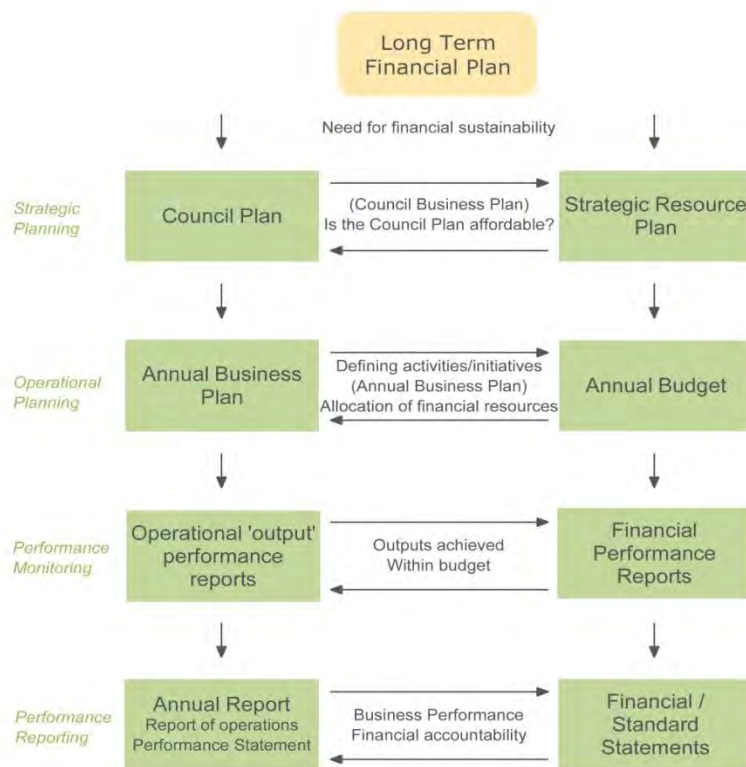 Long Term
Financial Plan
Need for financial sustainability
Strategic
Planning
Council Plan
(Council Business Plan)
Is the Council Plan affordable?
Strategic Resource
Plan
Operational
Planning
Annual Business
Plan
Defining activities/initiatives
(Annual Business Plan)
Allocation of financial resources
Annual Budget
Performance
Monitoring
Operational 'output'
performance
reports
Outputs achieved
Within budget
Financial
Performance
Reports
Performance
Reporting
Annual Report
Report of operations
Performance Statement
Business Performance
Financial accountability
Financial /
Standard
Statements